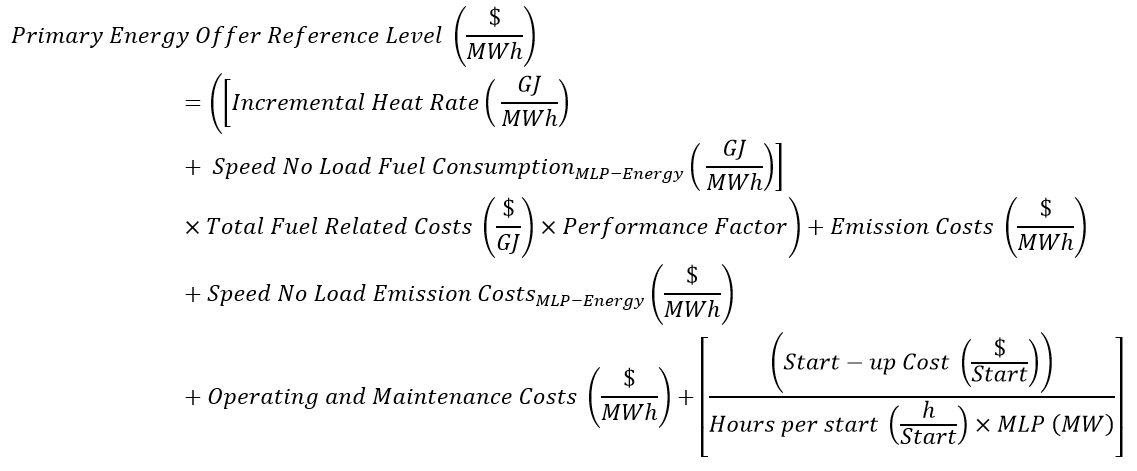 Primary Energy Offer Reference Level ($/MWh)
= ([Incremental Heat Rate (GJ/MWh)
+ Speed No Load Fuel Consumption_MLP−Energy (GJ/MWh)]
× Total Fuel Related Costs ($/GJ) × Performance Factor) + Emission Costs ($/MWh)
+ Speed No Load Emission Costs_MLP−Energy ($/MWh)
+ Operating and Maintenance Costs ($/MWh) + [(Start − up Cost ($/Start)) / Hours per start (h/Start) × MLP (MW)]